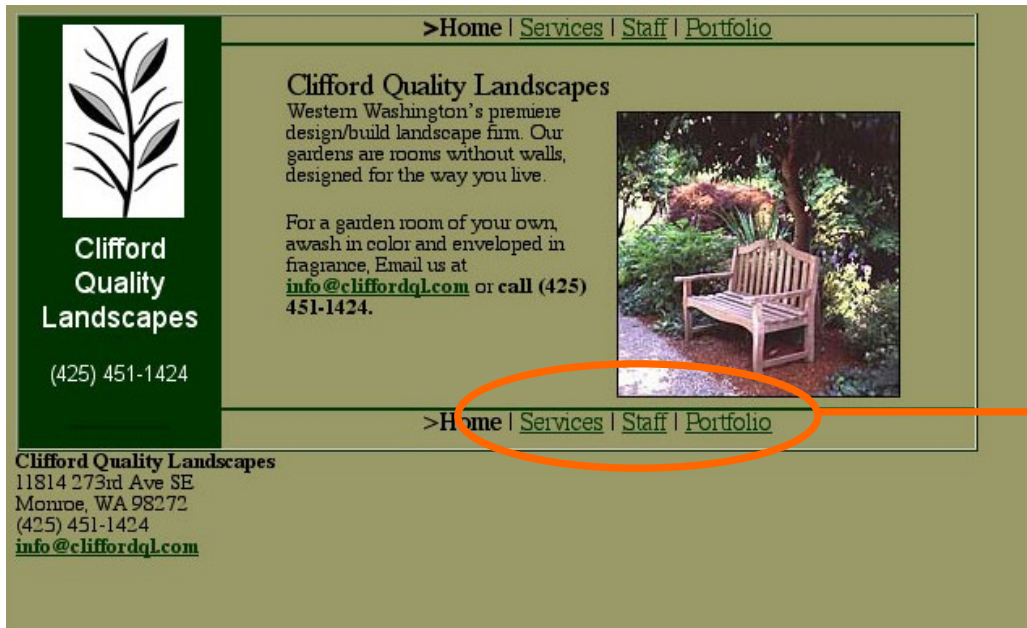 >Home | Services | Staff | Portfolio
Clifford
Quality
Landscapes
(425) 451-1424
Clifford Quality Landscapes
Western Washington's premiere
design/build landscape firm. Our
gardens are rooms without walls,
designed for the way you live.
For a garden room of your own,
awash in color and enveloped in
fragrance, Email us at
info@cliffordql.com or call (425)
451-1424.
>Home | Services | Staff | Portfolio
Clifford Quality Landscapes
11814 273rd Ave SE
Monroe, WA 98272
(425) 451-1424
info@cliffordql.com